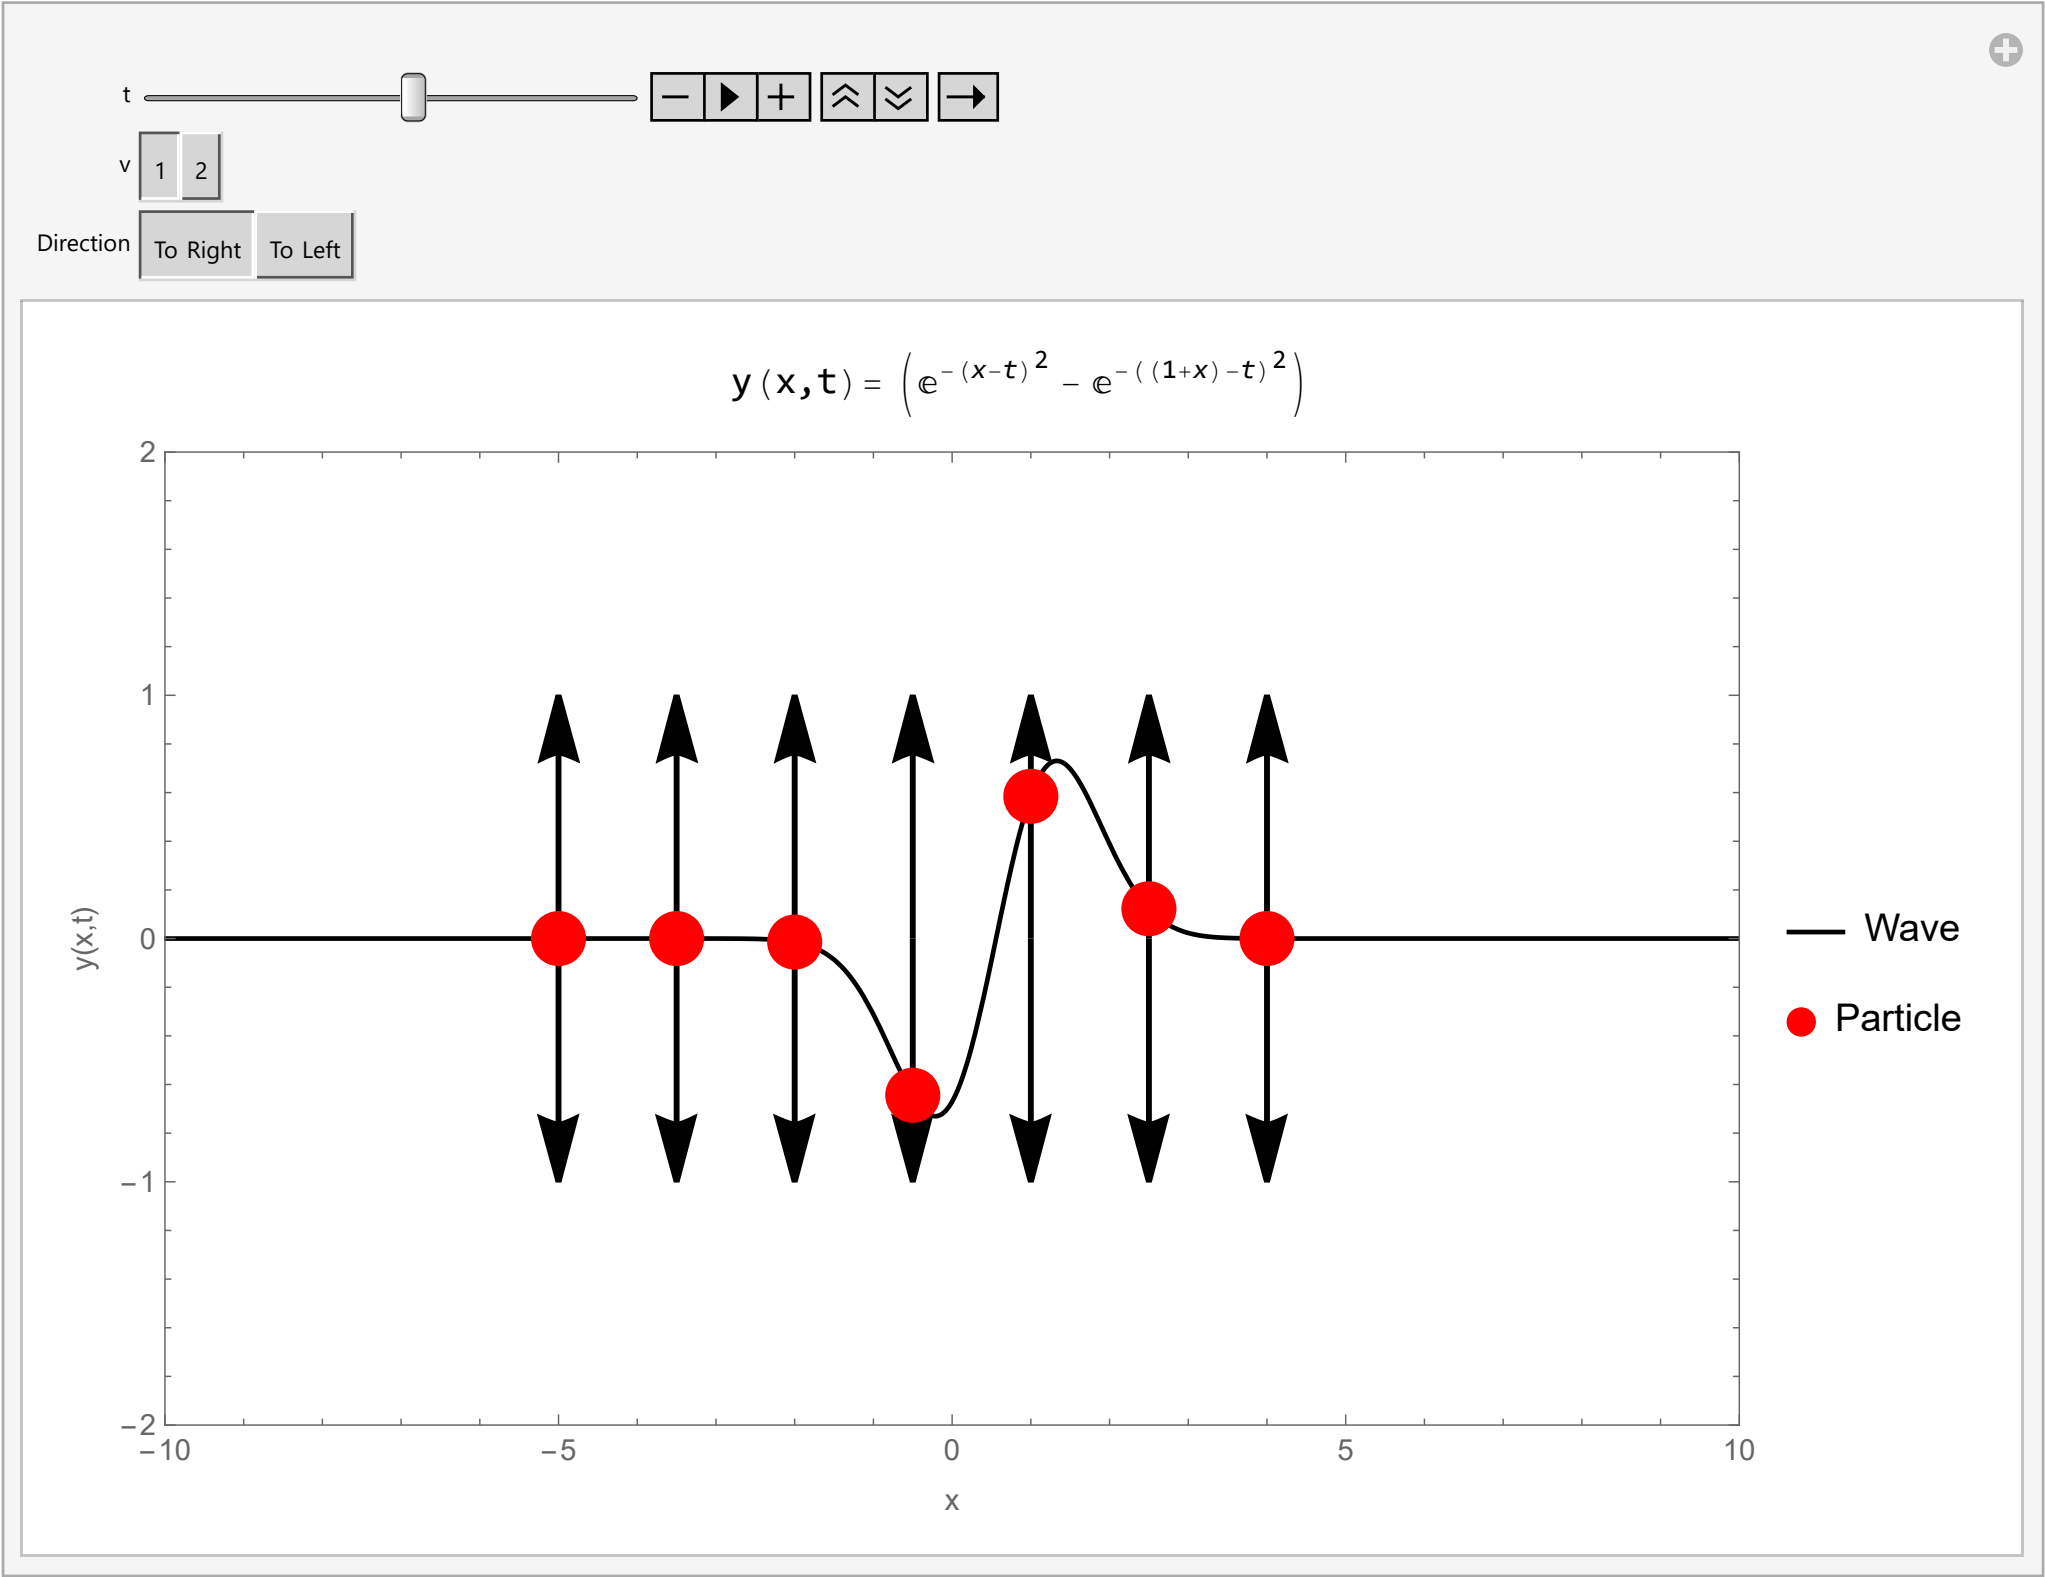 t
v 1 2
Direction To Right To Left
y(x,t)= (ⅇ^-(x-t)^2 - ⅇ^-((1+x)-t)^2)
2
1
0
-1
-2
y(x,t)
-10 -5 0 5 10
x
Wave
Particle